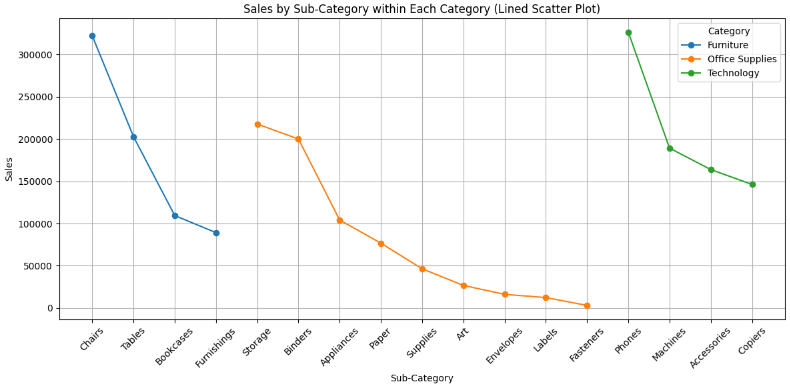 Sales by Sub-Category within Each Category (Lined Scatter Plot)
Category
Furniture
Office Supplies
Technology
Sales
300000
250000
200000
150000
100000
50000
0
Chairs
Tables
Bookcases
Furnishings
Storage
Binders
Appliances
Paper
Supplies
Art
Envelopes
Labels
Fasteners
Phones
Machines
Accessories
Copiers
Sub-Category